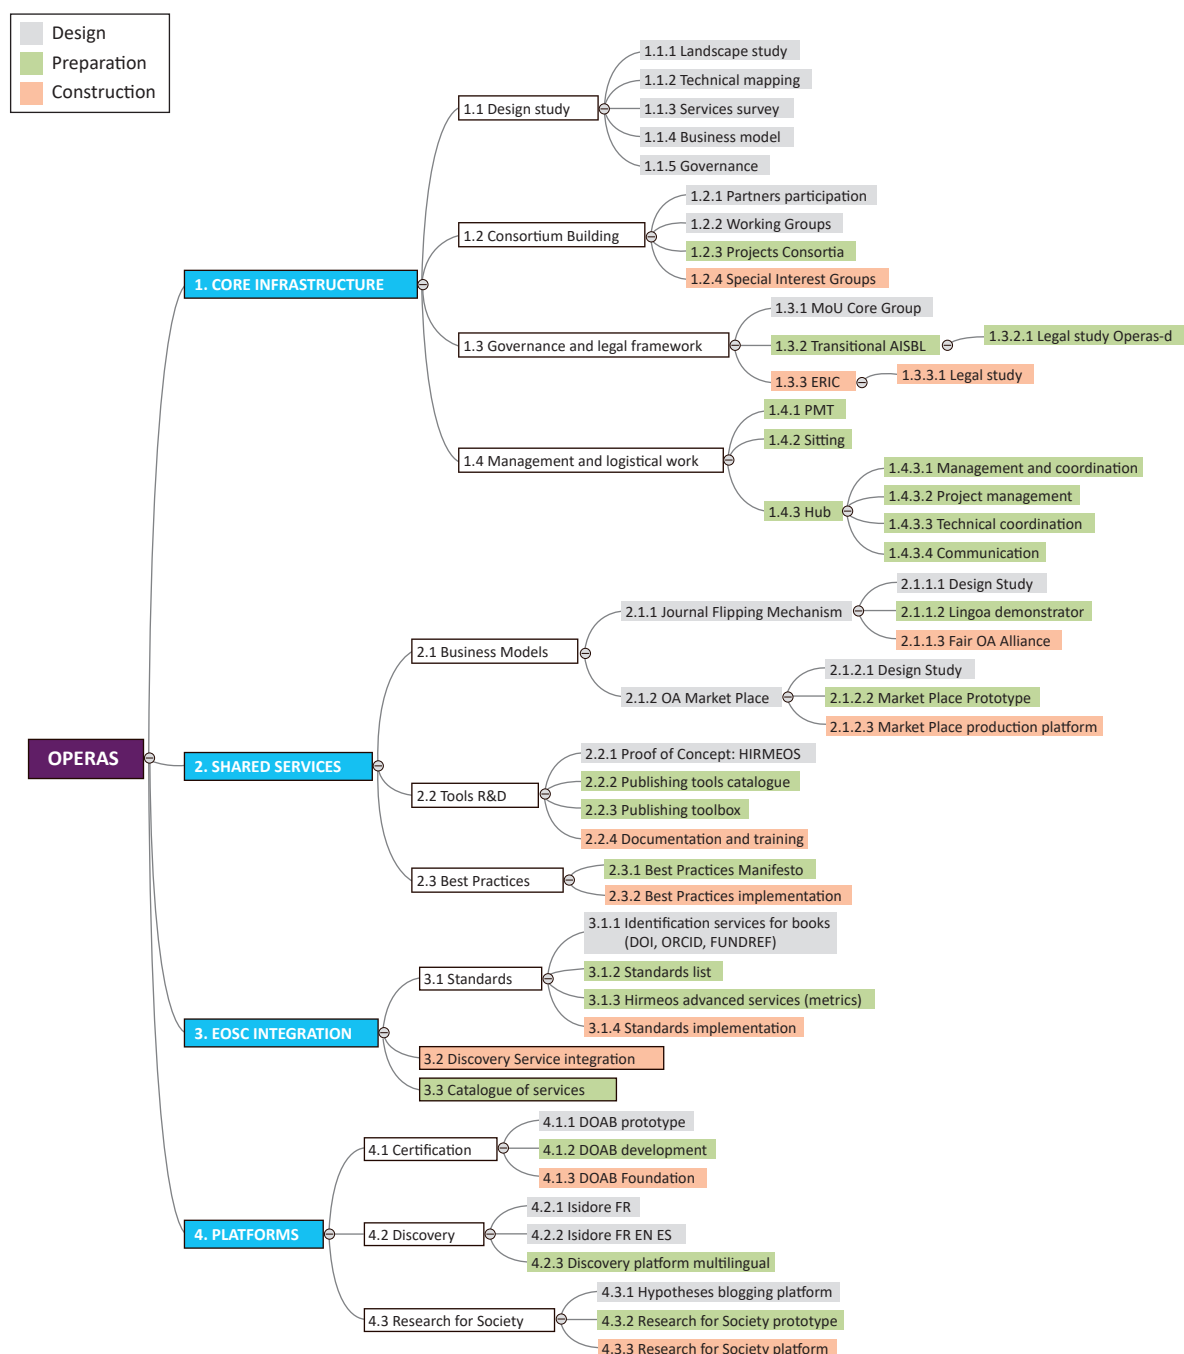 Design
Preparation
Construction
OPERAS
1. CORE INFRASTRUCTURE
1.1 Design study
1.1.1 Landscape study
1.1.2 Technical mapping
1.1.3 Services survey
1.1.4 Business model
1.1.5 Governance
1.2 Consortium Building
1.2.1 Partners participation
1.2.2 Working Groups
1.2.3 Projects Consortia
1.2.4 Special Interest Groups
1.3 Governance and legal framework
1.3.1 MoU Core Group
1.3.2 Transitional AISBL
1.3.2.1 Legal study Operas-d
1.3.3 ERIC
1.3.3.1 Legal study
1.4 Management and logistical work
1.4.1 PMT
1.4.2 Sitting
1.4.3 Hub
1.4.3.1 Management and coordination
1.4.3.2 Project management
1.4.3.3 Technical coordination
1.4.3.4 Communication
2. SHARED SERVICES
2.1 Business Models
2.1.1 Journal Flipping Mechanism
2.1.1.1 Design Study
2.1.1.2 Lingoa demonstrator
2.1.1.3 Fair OA Alliance
2.1.2 OA Market Place
2.1.2.1 Design Study
2.1.2.2 Market Place Prototype
2.1.2.3 Market Place production platform
2.2 Tools R&D
2.2.1 Proof of Concept: HIRMEOS
2.2.2 Publishing tools catalogue
2.2.3 Publishing toolbox
2.2.4 Documentation and training
2.3 Best Practices
2.3.1 Best Practices Manifesto
2.3.2 Best Practices implementation
3. EOSC INTEGRATION
3.1 Standards
3.1.1 Identification services for books
(DOI, ORCID, FUNDREF)
3.1.2 Standards list
3.1.3 Hirmeos advanced services (metrics)
3.1.4 Standards implementation
3.2 Discovery Service integration
3.3 Catalogue of services
4. PLATFORMS
4.1 Certification
4.1.1 DOAB prototype
4.1.2 DOAB development
4.1.3 DOAB Foundation
4.2 Discovery
4.2.1 Isidore FR
4.2.2 Isidore FR EN ES
4.2.3 Discovery platform multilingual
4.3 Research for Society
4.3.1 Hypotheses blogging platform
4.3.2 Research for Society prototype
4.3.3 Research for Society platform